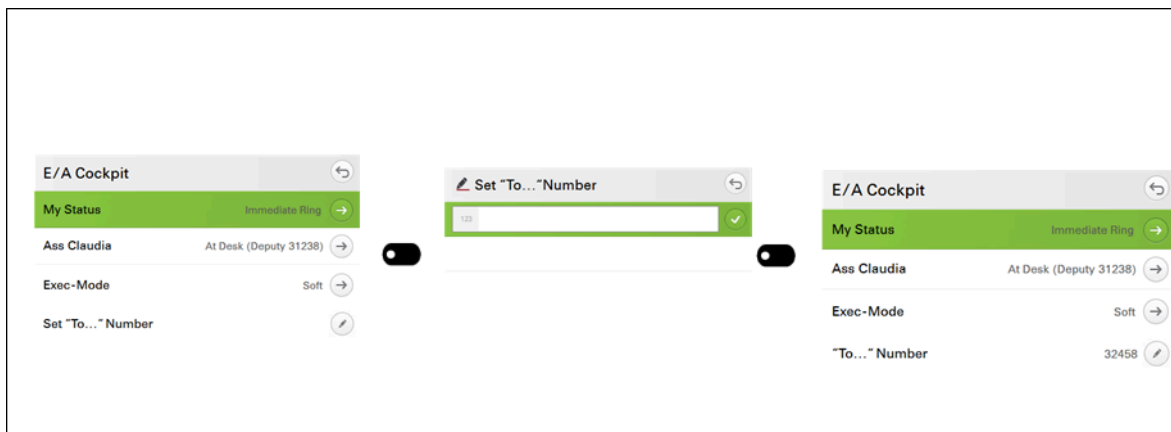 E/A Cockpit
My Status Immediate Ring
Ass Claudia At Desk (Deputy 31238)
Exec-Mode Soft
Set "To..." Number
Set "To..."Number
123
E/A Cockpit
My Status Immediate Ring
Ass Claudia At Desk (Deputy 31238)
Exec-Mode Soft
"To..." Number 32458